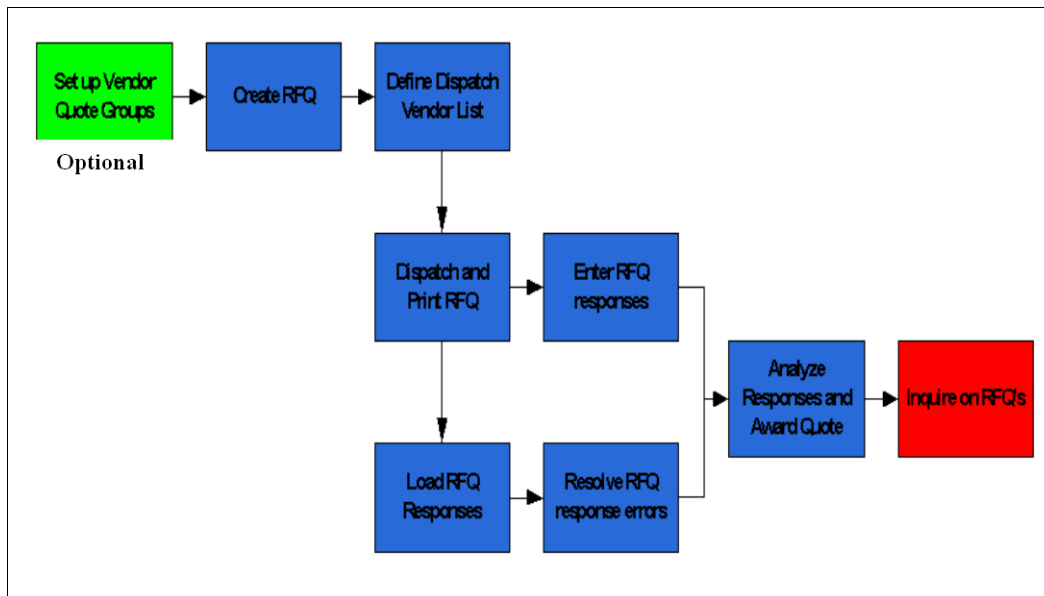 Set up Vendor
Quote Groups
Optional
Create RFQ
Define Dispatch
Vendor List
Dispatch and
Print RFQ
Enter RFQ
responses
Load RFQ
Responses
Resolve RFQ
response errors
Analyze
Responses and
Award Quote
Inquire on RFQ's